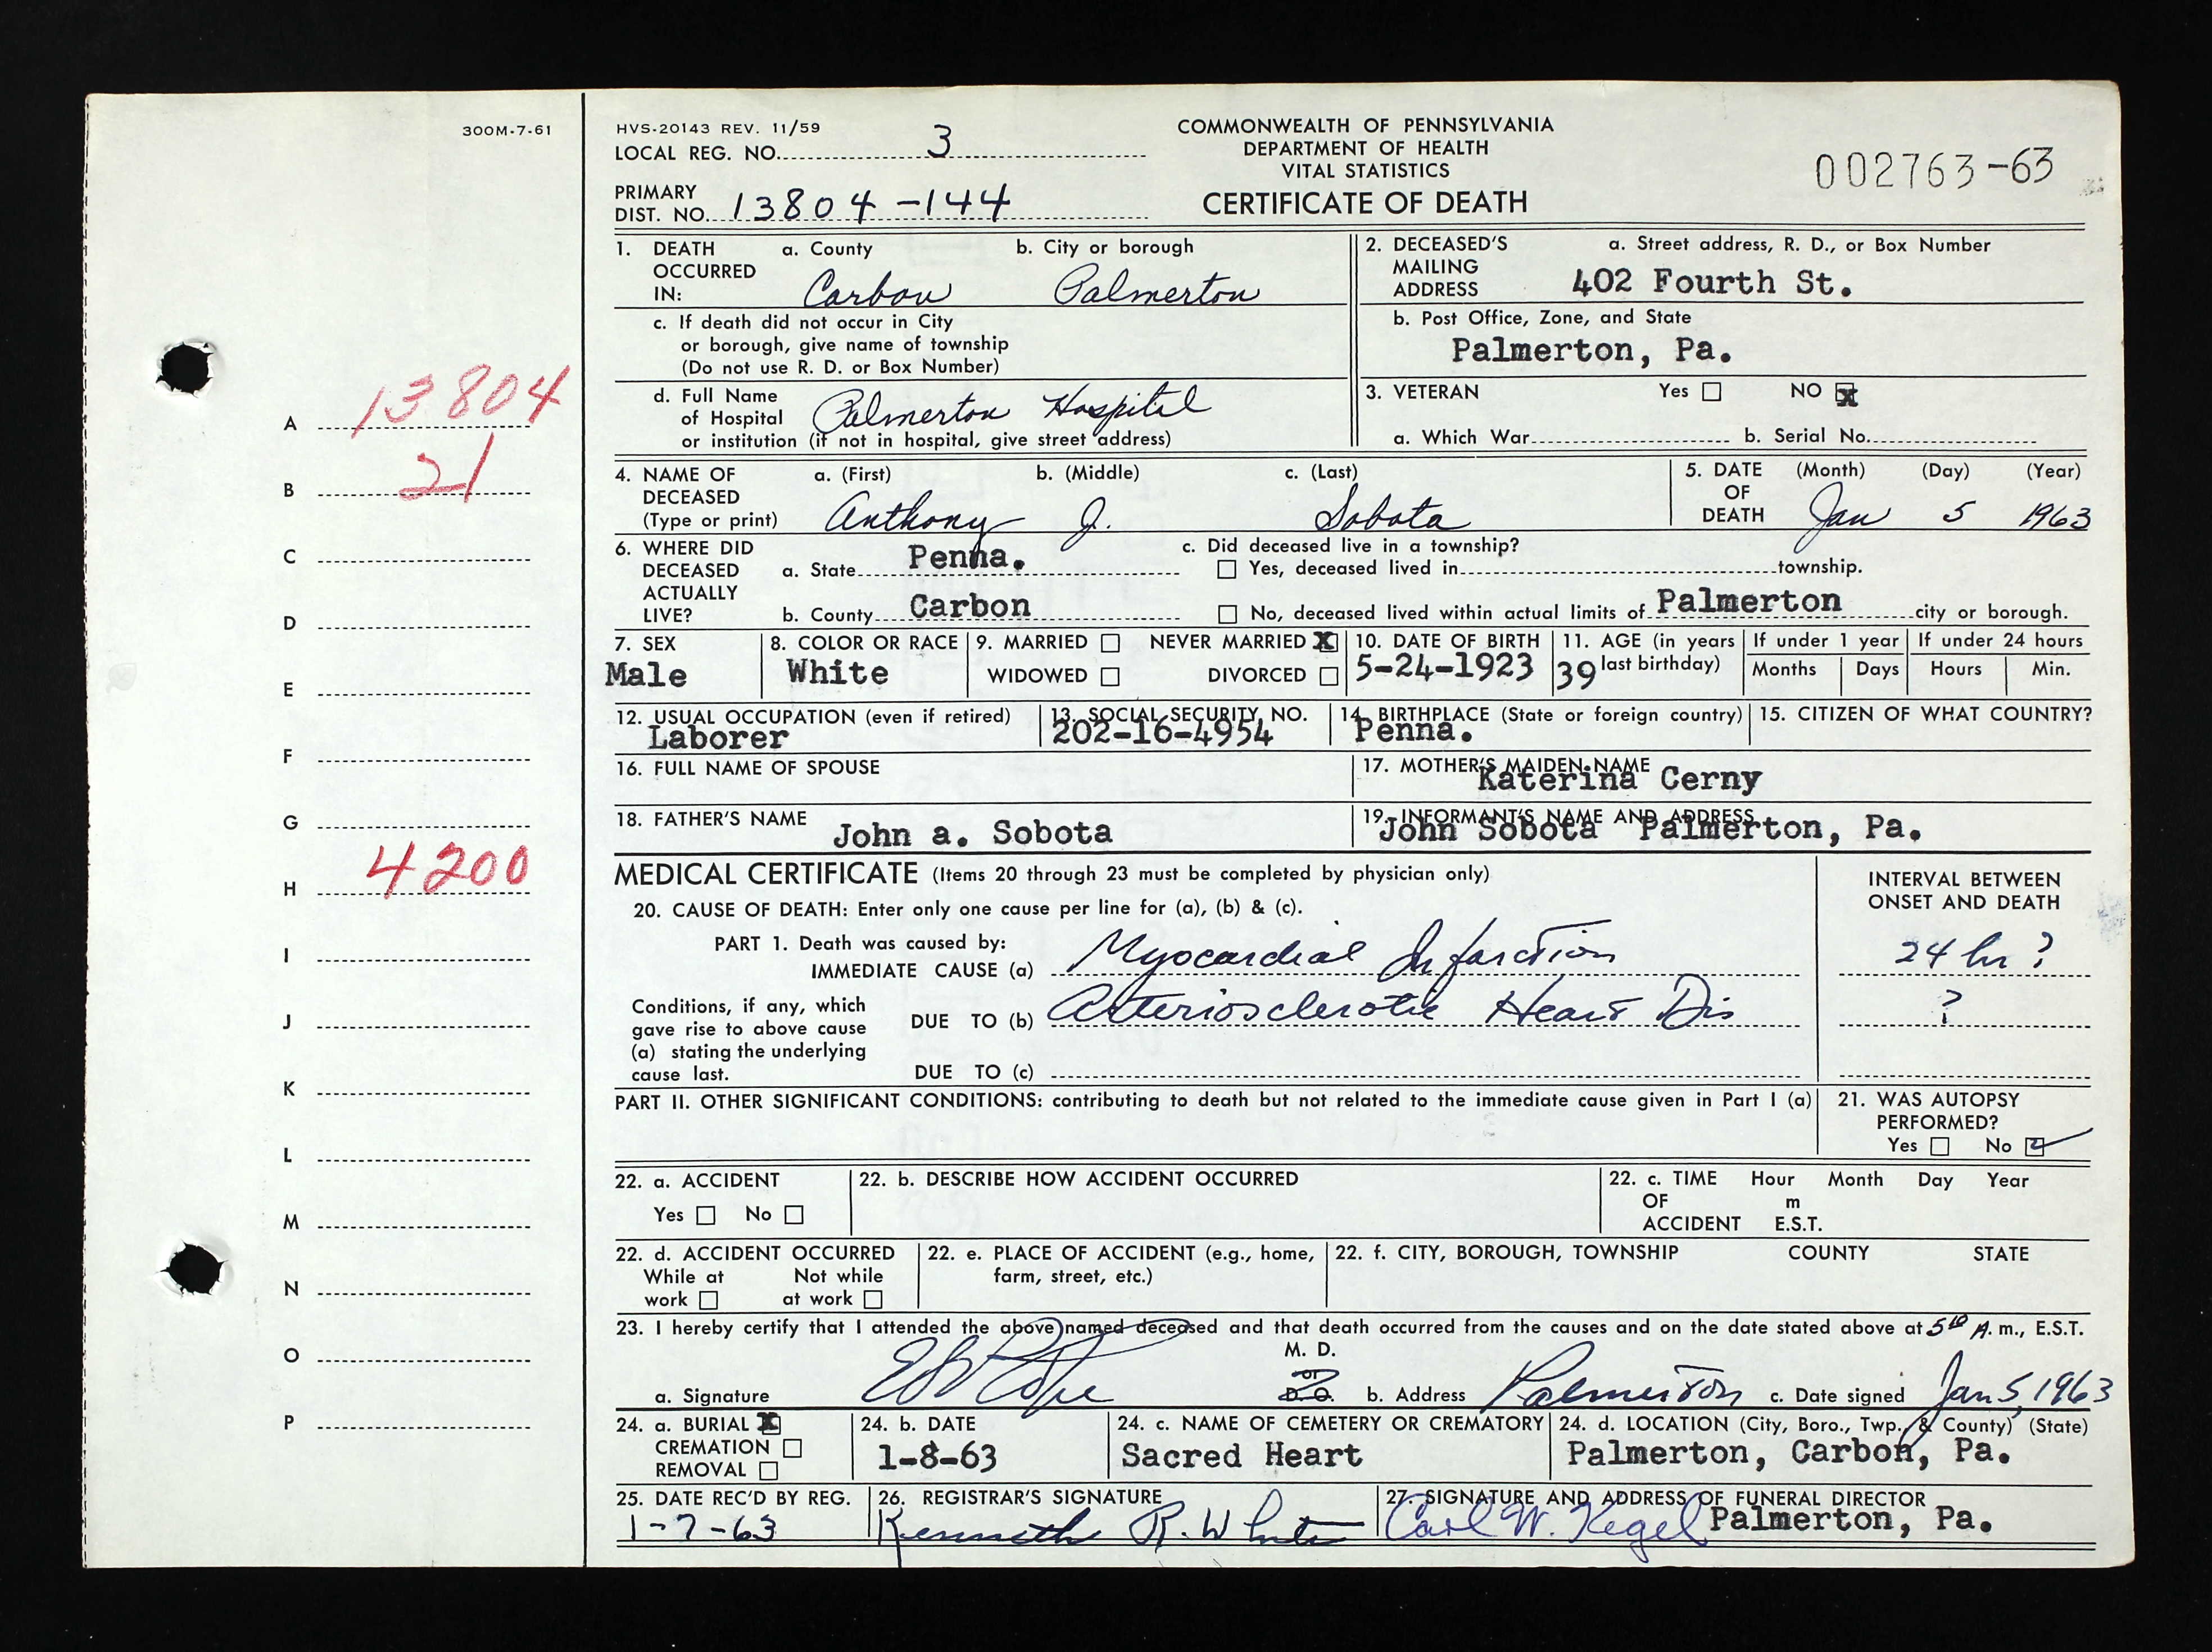 300M-7-61
HVS-20143 REV. 11/59
LOCAL REG. NO. 3
PRIMARY
DIST. NO. 13804-144
COMMONWEALTH OF PENNSYLVANIA
DEPARTMENT OF HEALTH
VITAL STATISTICS
CERTIFICATE OF DEATH
002763-63
A 13804
B 21
C
D
E
F
G
H 4200
I
J
K
L
M
N
O
P
1. DEATH OCCURRED IN:
a. County Carbon
b. City or borough Palmerton
c. If death did not occur in City
or borough, give name of township
(Do not use R. D. or Box Number)
d. Full Name
of Hospital Palmerton Hospital
or institution (if not in hospital, give street address)
2. DECEASED'S MAILING ADDRESS
a. Street address, R. D., or Box Number
402 Fourth St.
b. Post Office, Zone, and State
Palmerton, Pa.
3. VETERAN Yes NO X
a. Which War b. Serial No.
4. NAME OF DECEASED (Type or print)
a. (First) b. (Middle) c. (Last)
Anthony J. Sobota
5. DATE OF DEATH (Month) (Day) (Year)
Jan 5 1963
6. WHERE DID DECEASED ACTUALLY LIVE?
a. State Penna.
b. County Carbon
c. Did deceased live in a township?
Yes, deceased lived in township.
No, deceased lived within actual limits of Palmerton city or borough.
7. SEX
Male
8. COLOR OR RACE
White
9. MARRIED NEVER MARRIED X
WIDOWED DIVORCED
10. DATE OF BIRTH
5-24-1923
11. AGE (in years
39 last birthday)
If under 1 year
Months Days
If under 24 hours
Hours Min.
12. USUAL OCCUPATION (even if retired)
Laborer
13. SOCIAL SECURITY NO.
202-16-4954
14. BIRTHPLACE (State or foreign country)
Penna.
15. CITIZEN OF WHAT COUNTRY?
16. FULL NAME OF SPOUSE
17. MOTHER'S MAIDEN NAME
Katerina Cerny
18. FATHER'S NAME
John a. Sobota
19. INFORMANT'S NAME AND ADDRESS
John Sobota Palmerton, Pa.
MEDICAL CERTIFICATE (Items 20 through 23 must be completed by physician only)
INTERVAL BETWEEN
ONSET AND DEATH
20. CAUSE OF DEATH: Enter only one cause per line for (a), (b) & (c).
PART 1. Death was caused by:
IMMEDIATE CAUSE (a) Myocardial Infarction 24 hr ?
Conditions, if any, which
gave rise to above cause
(a) stating the underlying
cause last.
DUE TO (b) Arteriosclerotic Heart Dis ?
DUE TO (c)
PART II. OTHER SIGNIFICANT CONDITIONS: contributing to death but not related to the immediate cause given in Part I (a)
21. WAS AUTOPSY
PERFORMED?
Yes No
22. a. ACCIDENT
Yes No
22. b. DESCRIBE HOW ACCIDENT OCCURRED
22. c. TIME OF ACCIDENT Hour Month Day Year
m
E.S.T.
22. d. ACCIDENT OCCURRED
While at work Not while at work
22. e. PLACE OF ACCIDENT (e.g., home,
farm, street, etc.)
22. f. CITY, BOROUGH, TOWNSHIP COUNTY STATE
23. I hereby certify that I attended the above named deceased and that death occurred from the causes and on the date stated above at A. m., E.S.T.
M. D.
or
D. O.
a. Signature
b. Address Palmerton
c. Date signed Jan 5, 1963
24. a. BURIAL X
CREMATION
REMOVAL
24. b. DATE
1-8-63
24. c. NAME OF CEMETERY OR CREMATORY
Sacred Heart
24. d. LOCATION (City, Boro., Twp., & County) (State)
Palmerton, Carbon, Pa.
25. DATE REC'D BY REG.
1-7-63
26. REGISTRAR'S SIGNATURE
Kenneth R. White
27. SIGNATURE AND ADDRESS OF FUNERAL DIRECTOR
Carl W. Kegel Palmerton, Pa.